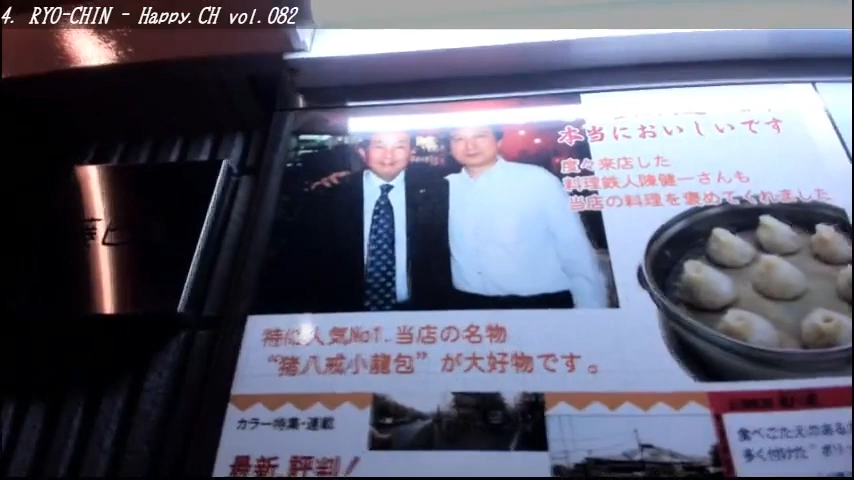 4. RYO-CHIN - Happy.CH vol.082
本当においしいです
度々来店した
料理鉄人陳健一さんも
当店の料理を褒めてくれました
特に人気No1.当店の名物
“猪八戒小龍包”が大好物です。
カラー特集・連載
最新 評判！
食べごたえのある
多く付けた